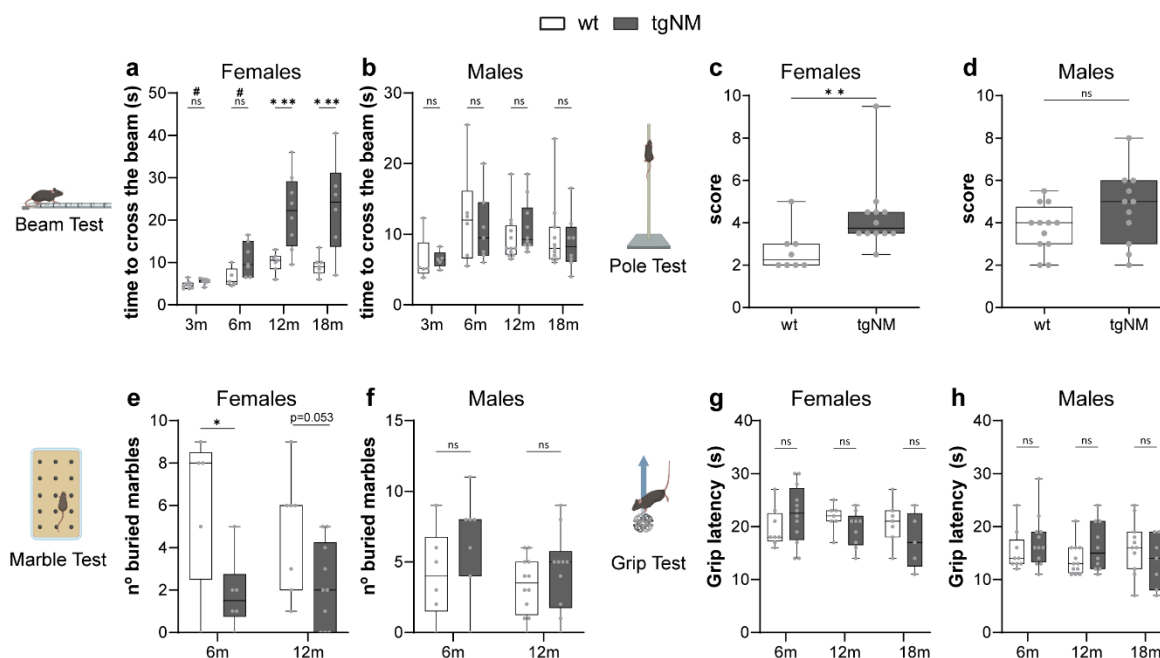 wt tgNM
a Females
time to cross the beam (s)
50
40
30
20
10
0
# ns
# ns
* ***
* ***
3m 6m 12m 18m
Beam Test
b Males
time to cross the beam (s)
30
20
10
0
ns ns ns ns
3m 6m 12m 18m
Pole Test
c Females
score
10
8
6
4
2
0
* *
wt tgNM
d Males
score
10
8
6
4
2
0
ns
wt tgNM
Marble Test
e Females
nº buried marbles
10
8
6
4
2
0
*
p=0.053
6m 12m
f Males
nº buried marbles
15
10
5
0
ns ns
6m 12m
Grip Test
g Females
Grip latency (s)
40
30
20
10
0
ns ns ns
6m 12m 18m
h Males
Grip latency (s)
40
30
20
10
0
ns ns ns
6m 12m 18m